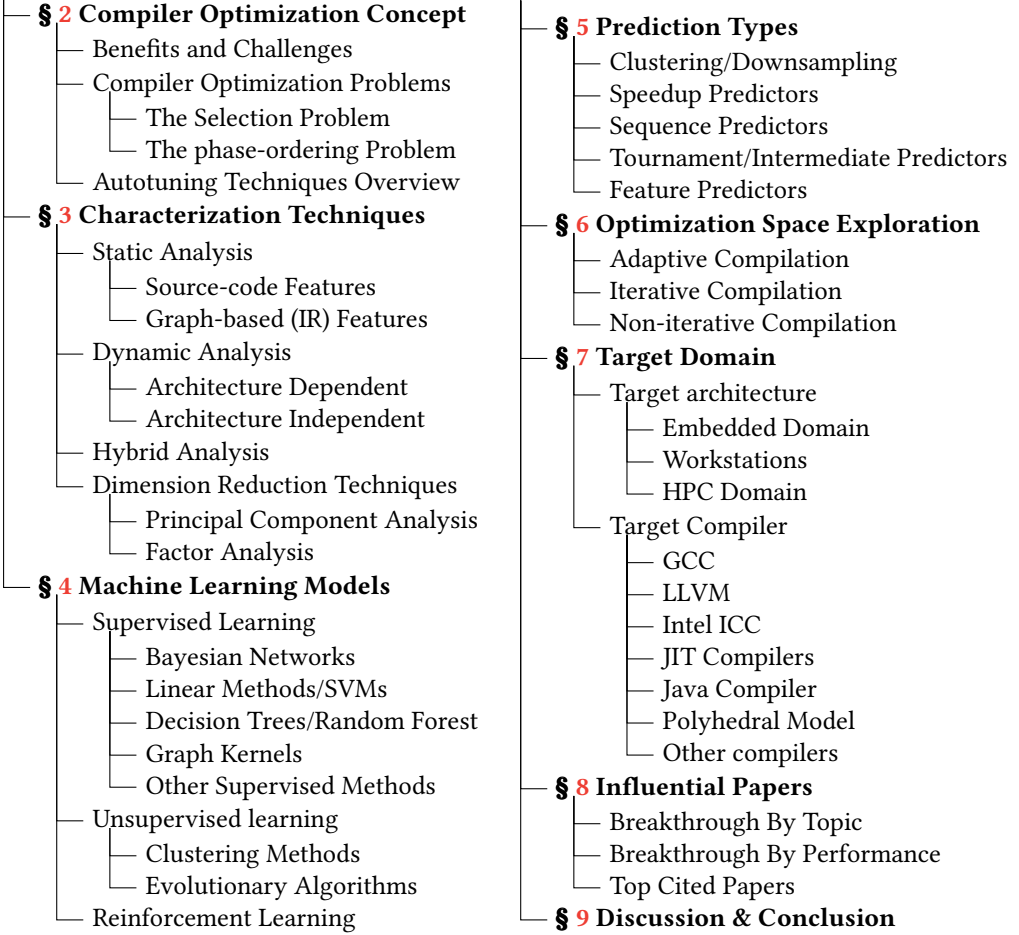 § 2 Compiler Optimization Concept
Benefits and Challenges
Compiler Optimization Problems
The Selection Problem
The phase-ordering Problem
Autotuning Techniques Overview
§ 3 Characterization Techniques
Static Analysis
Source-code Features
Graph-based (IR) Features
Dynamic Analysis
Architecture Dependent
Architecture Independent
Hybrid Analysis
Dimension Reduction Techniques
Principal Component Analysis
Factor Analysis
§ 4 Machine Learning Models
Supervised Learning
Bayesian Networks
Linear Methods/SVMs
Decision Trees/Random Forest
Graph Kernels
Other Supervised Methods
Unsupervised learning
Clustering Methods
Evolutionary Algorithms
Reinforcement Learning
§ 5 Prediction Types
Clustering/Downsampling
Speedup Predictors
Sequence Predictors
Tournament/Intermediate Predictors
Feature Predictors
§ 6 Optimization Space Exploration
Adaptive Compilation
Iterative Compilation
Non-iterative Compilation
§ 7 Target Domain
Target architecture
Embedded Domain
Workstations
HPC Domain
Target Compiler
GCC
LLVM
Intel ICC
JIT Compilers
Java Compiler
Polyhedral Model
Other compilers
§ 8 Influential Papers
Breakthrough By Topic
Breakthrough By Performance
Top Cited Papers
§ 9 Discussion & Conclusion